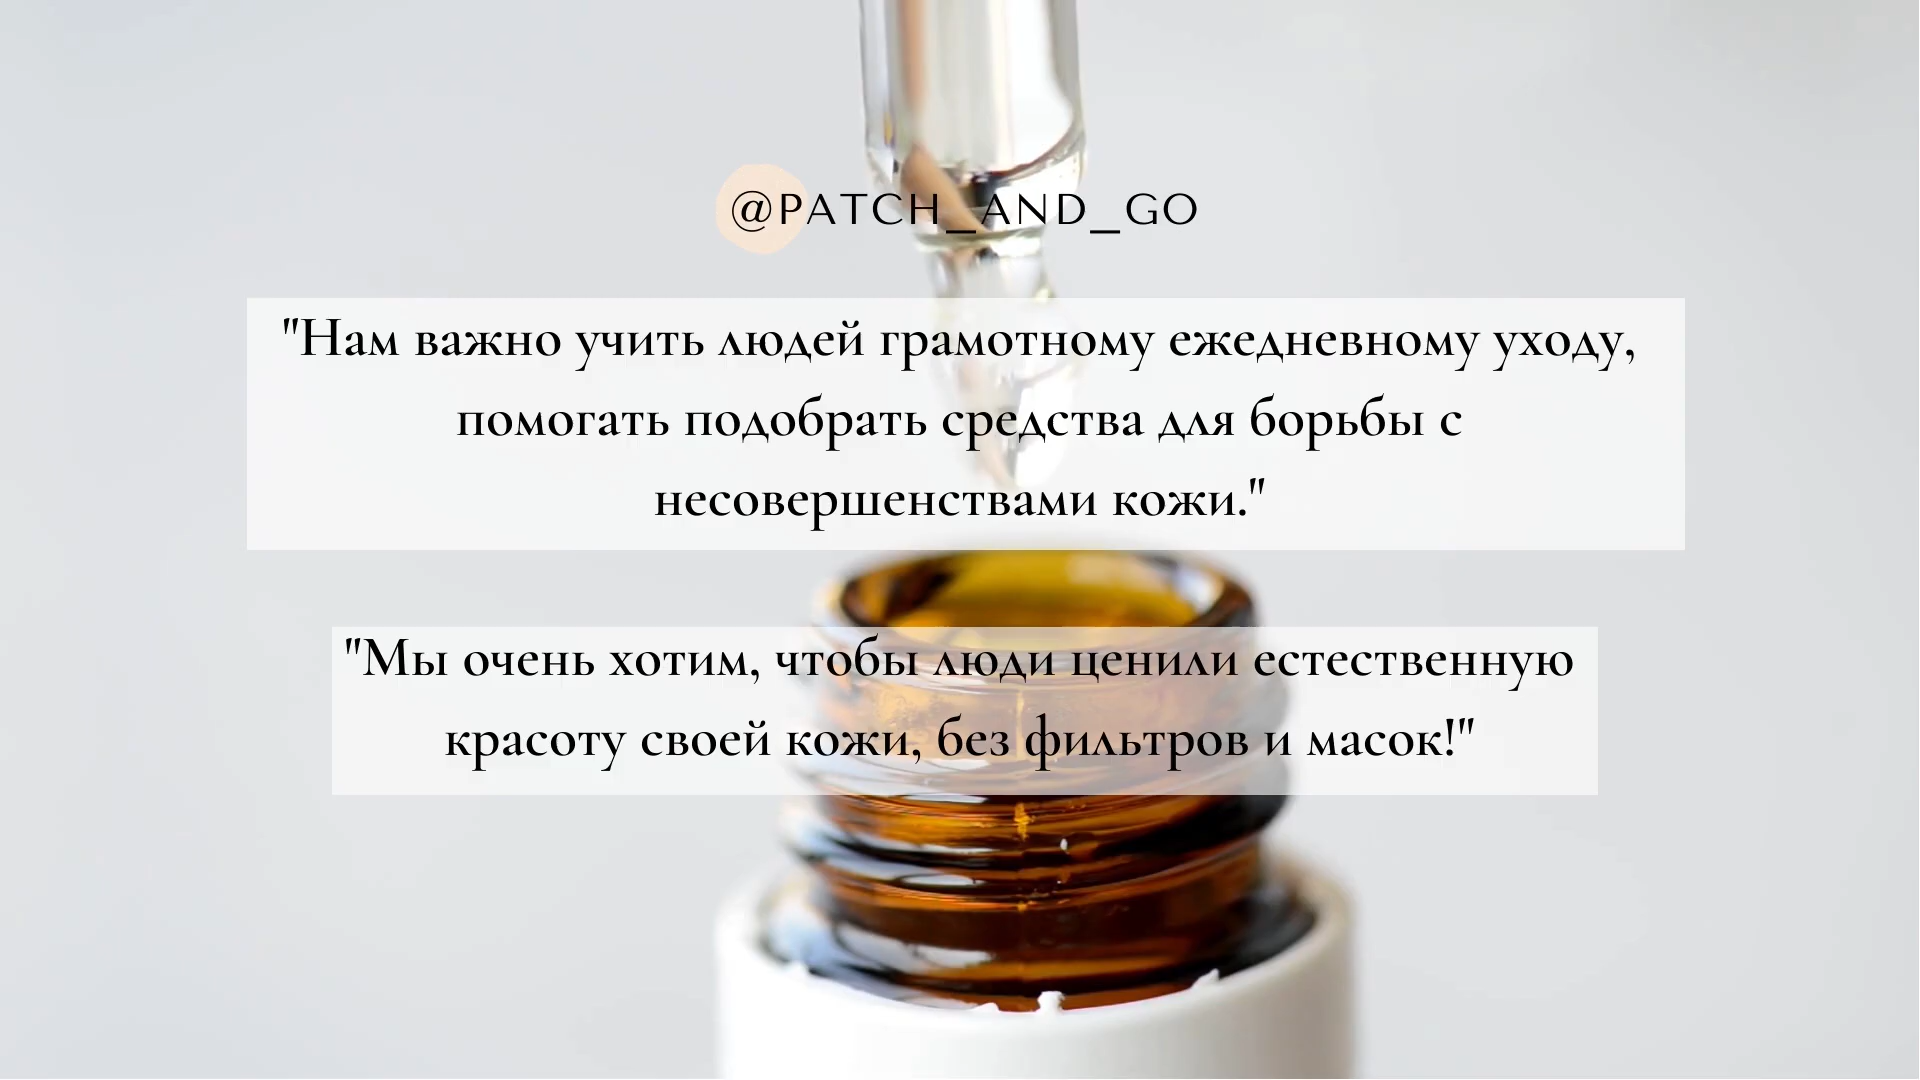 @PATCH_AND_GO
"Нам важно учить людей грамотному ежедневному уходу,
помогать подобрать средства для борьбы с
несовершенствами кожи."
"Мы очень хотим, чтобы люди ценили естественную
красоту своей кожи, без фильтров и масок!"